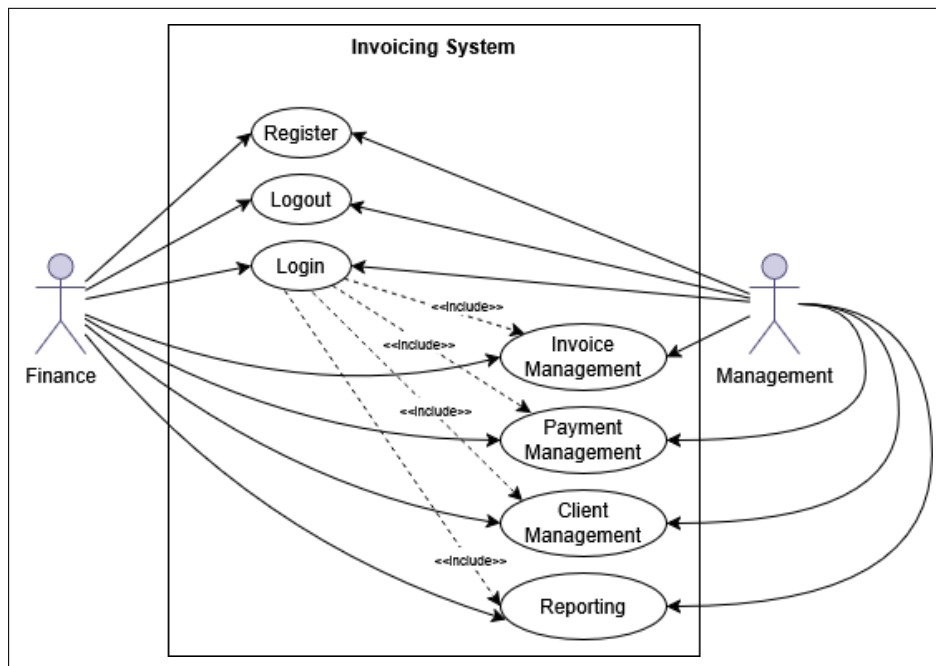 Invoicing System
Register
Logout
Login
<<Include>>
Invoice
Management
<<Include>>
Finance
Management
<<Include>>
Payment
Management
Client
Management
<<Include>>
Reporting